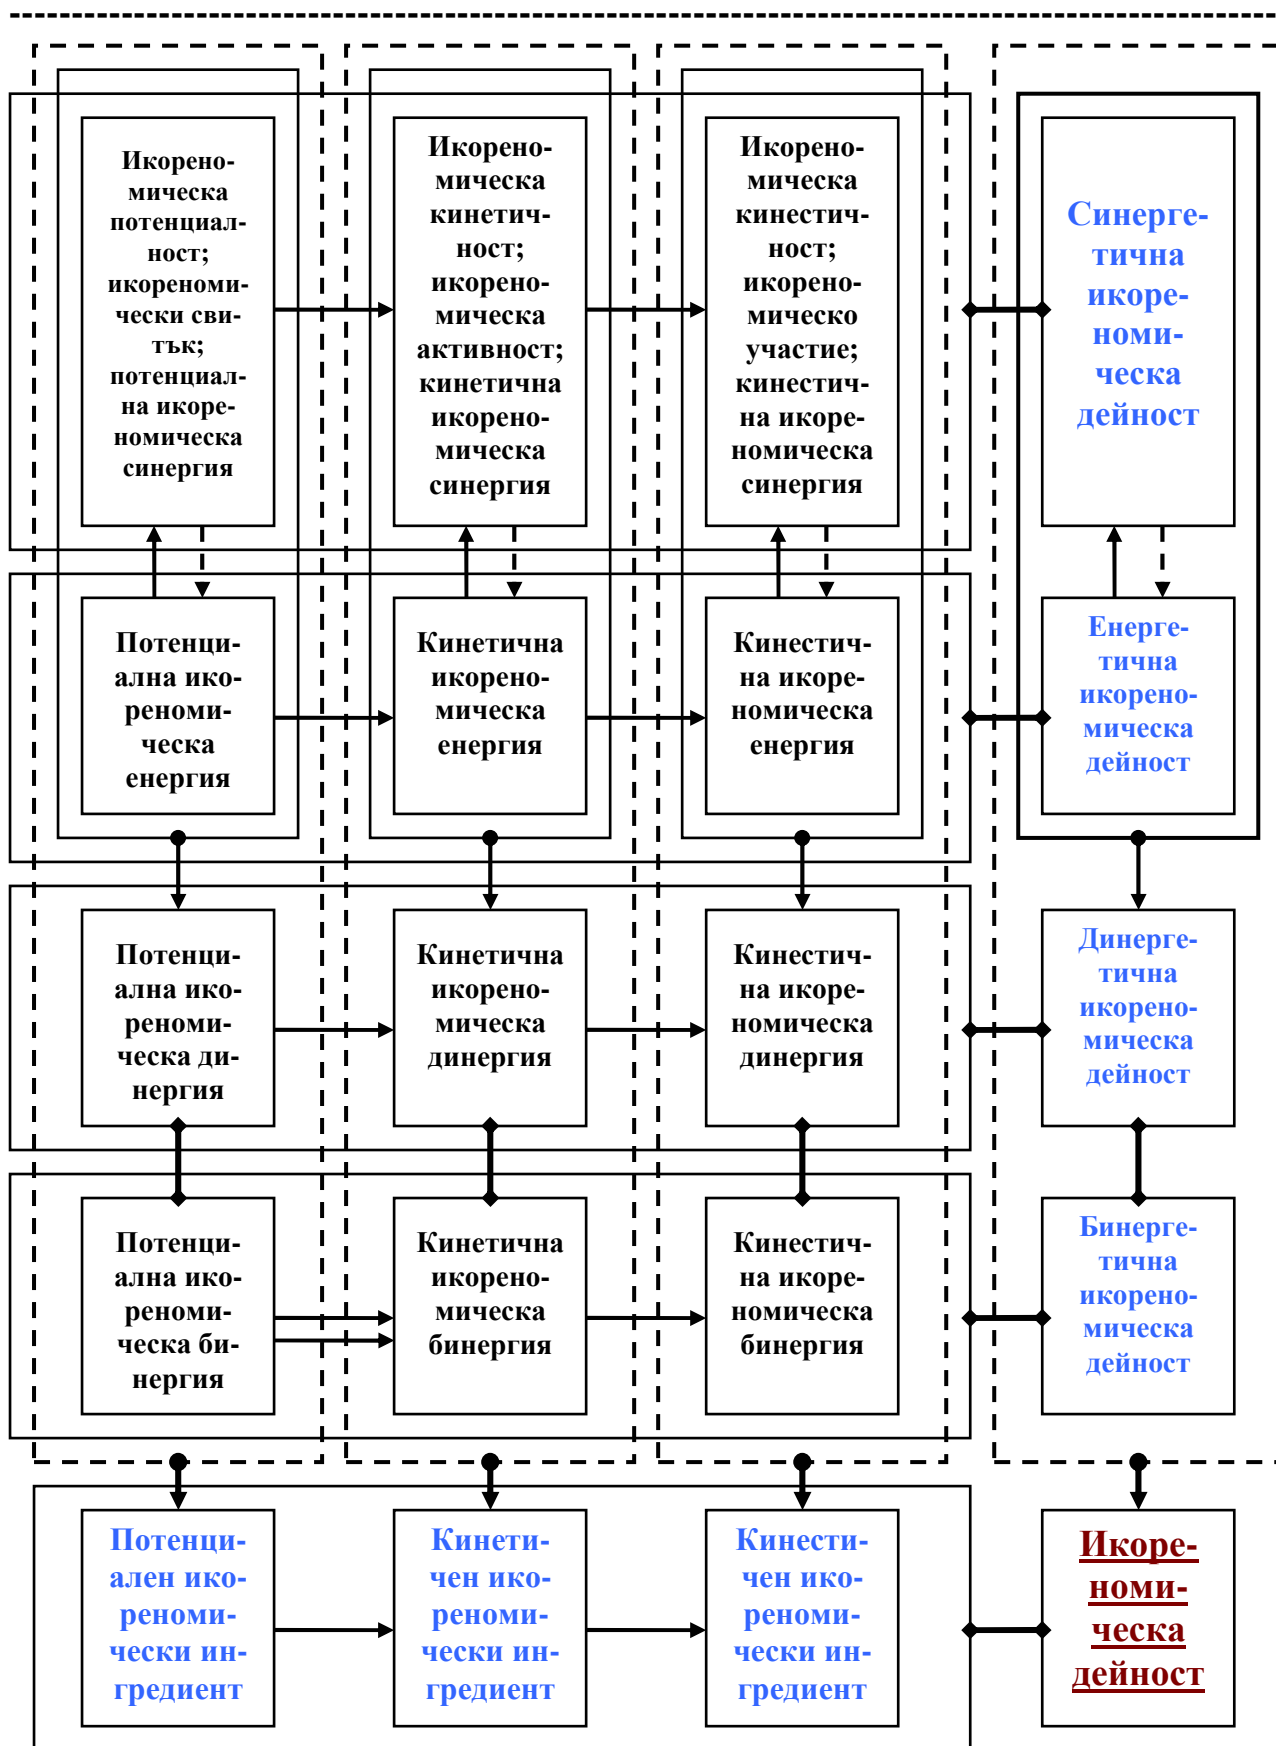 Икорено-
мическа
потенциал-
ност;
икореноми-
чески сви-
тък;
потенциал-
на икоре-
номическа
синергия
Икорено-
мическа
кинетич-
ност;
икорено-
мическа
активност;
кинетична
икорено-
мическа
синергия
Икорено-
мическа
кинестич-
ност;
икорено-
мическо
участие;
кинестич-
на икоре-
номическа
синергия
Синерге-
тична
икоре-
номи-
ческа
дейност
Потенци-
ална ико-
реноми-
ческа
енергия
Кинетична
икорено-
мическа
енергия
Кинестич-
на икоре-
номическа
енергия
Енерге-
тична
икорено-
мическа
дейност
Потенци-
ална ико-
реноми-
ческа ди-
нергия
Кинетична
икорено-
мическа
динергия
Кинестич-
на икоре-
номическа
динергия
Динерге-
тична
икорено-
мическа
дейност
Потенци-
ална ико-
реноми-
ческа би-
нергия
Кинетична
икорено-
мическа
бинергия
Кинестич-
на икоре-
номическа
бинергия
Бинерге-
тична
икорено-
мическа
дейност
Потенци-
ален ико-
реноми-
чески ин-
гредиент
Кинети-
чен ико-
реноми-
чески ин-
гредиент
Кинести-
чен ико-
реноми-
чески ин-
гредиент
Икоре-
номи-
ческа
дейност